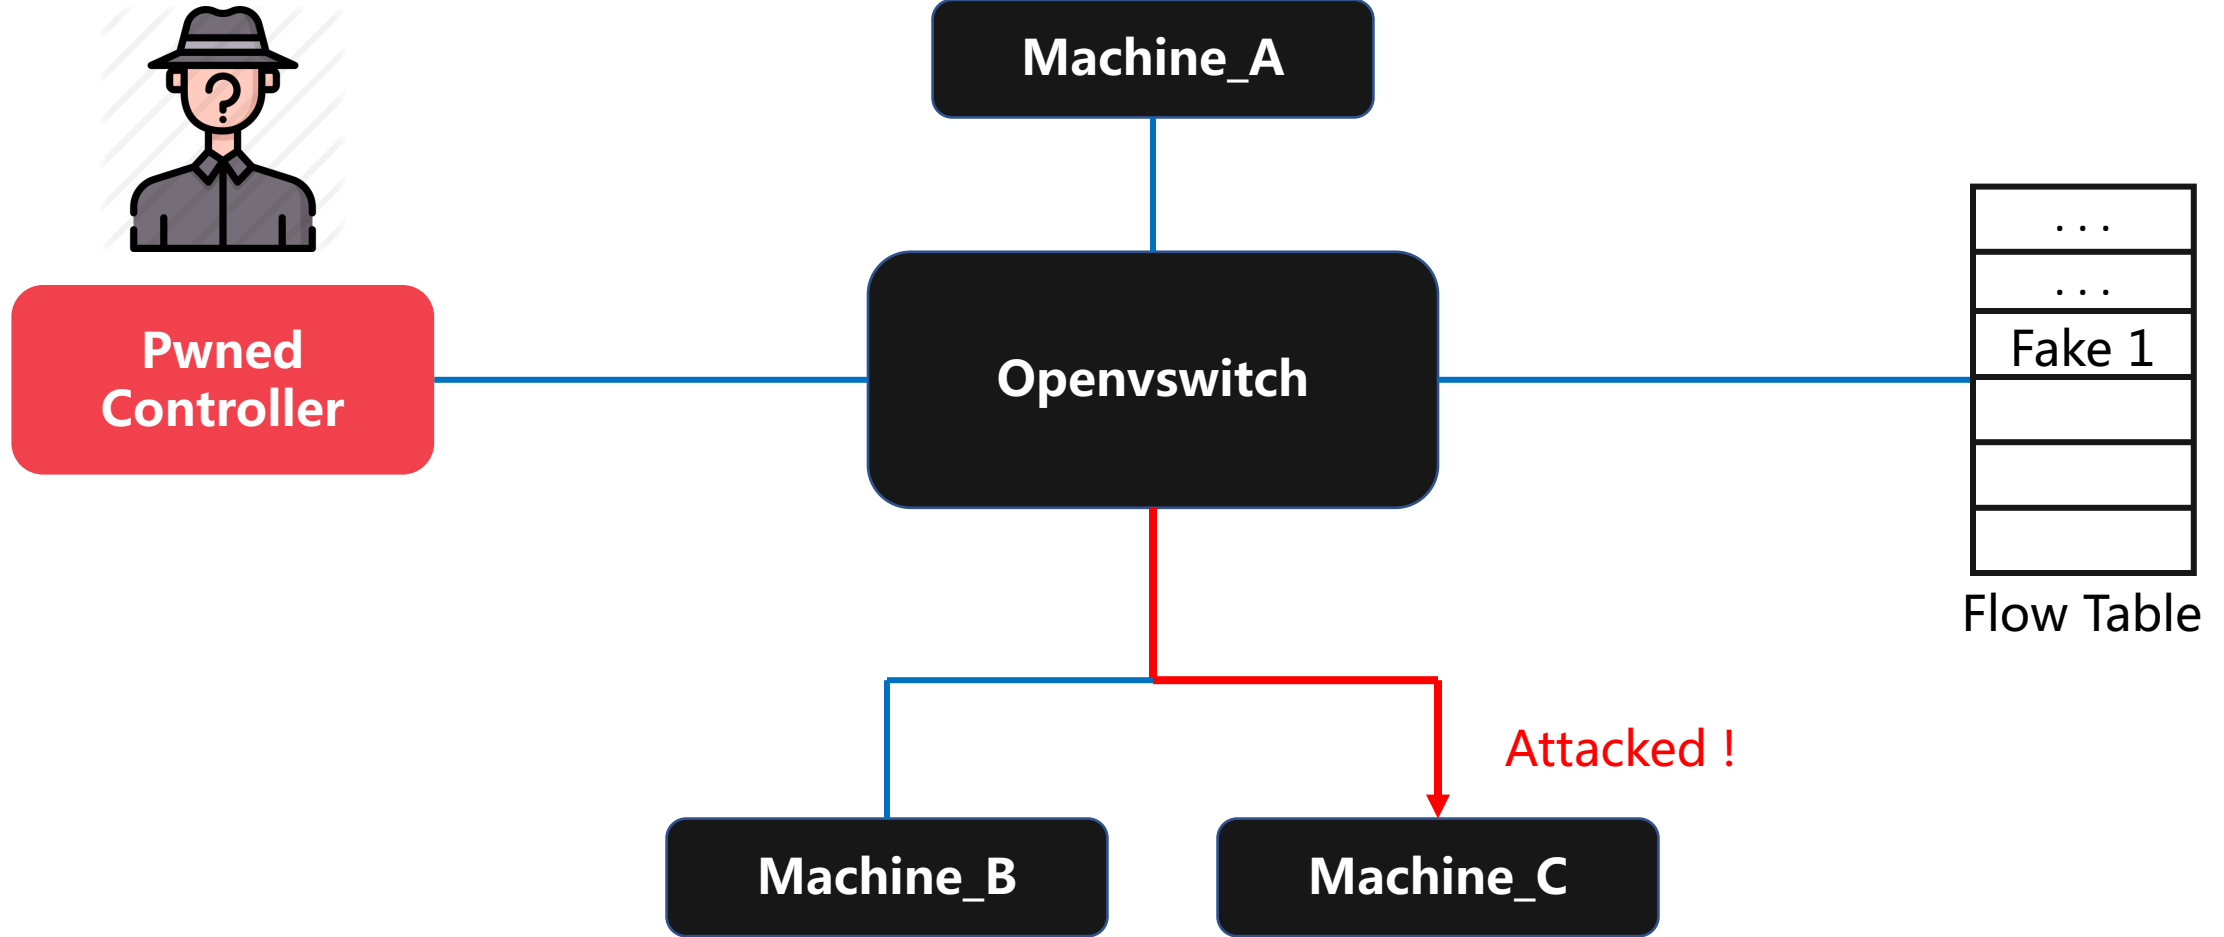 Machine_A
?
Pwned
Controller
Openvswitch
. . .
. . .
Fake 1
Flow Table
Attacked !
Machine_B
Machine_C